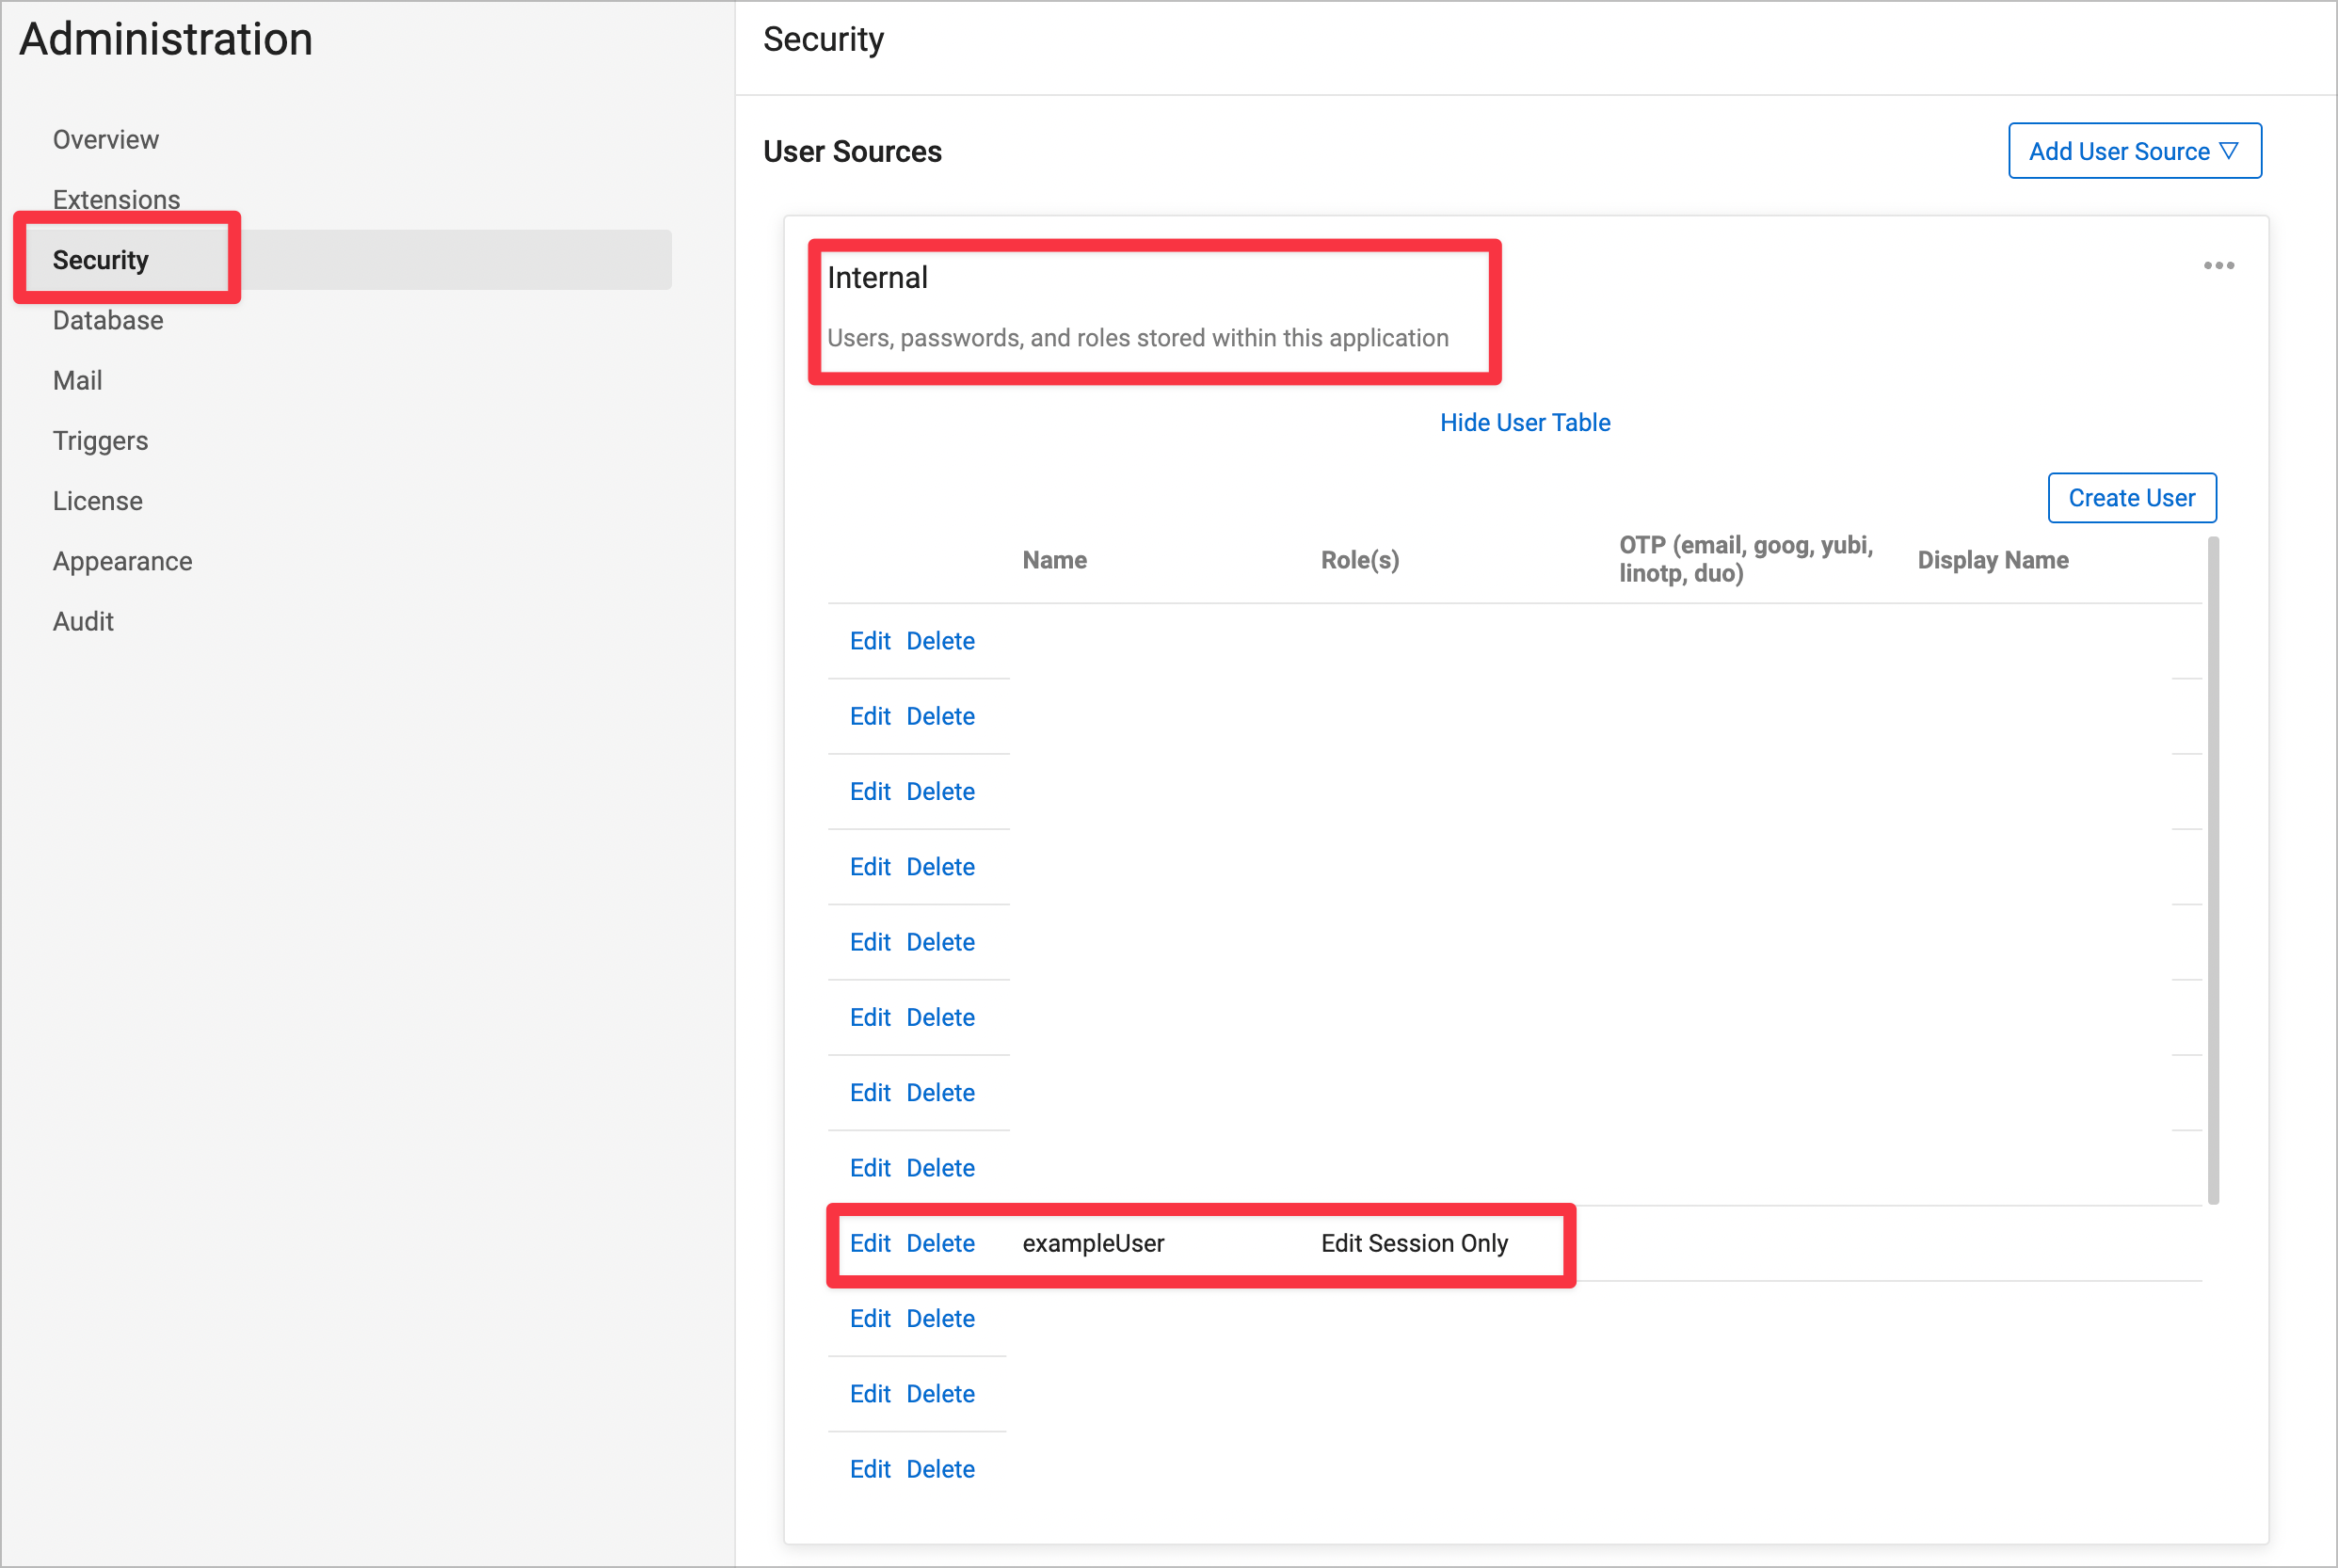 Administration
Overview
Extensions
Security
Database
Mail
Triggers
License
Appearance
Audit
Security
User Sources
Add User Source ▽
Internal
Users, passwords, and roles stored within this application
Hide User Table
Create User
Name Role(s) OTP (email, goog, yubi, Display Name
linotp, duo)
Edit Delete
Edit Delete
Edit Delete
Edit Delete
Edit Delete
Edit Delete
Edit Delete
Edit Delete
Edit Delete exampleUser Edit Session Only
Edit Delete
Edit Delete
Edit Delete